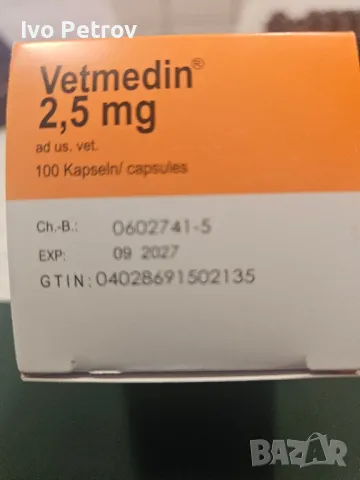 Ivo Petrov
Vetmedin®
2,5 mg
ad us. vet.
100 Kapseln/ capsules
Ch.-B.: 0602741-5
EXP: 09 2027
GTIN: 04028691502135
BAZAR